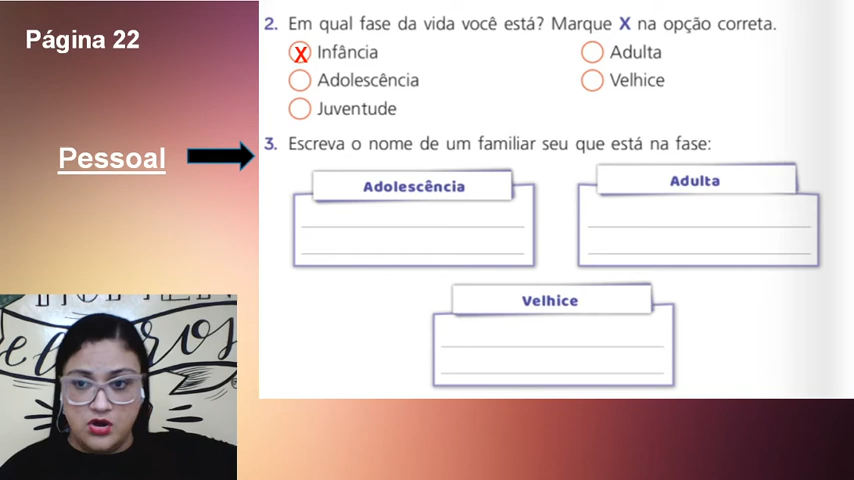 Página 22
2. Em qual fase da vida você está? Marque X na opção correta.
X Infância
Adulta
Adolescência
Velhice
Juventude
Pessoal
3. Escreva o nome de um familiar seu que está na fase:
Adolescência
Adulta
Velhice